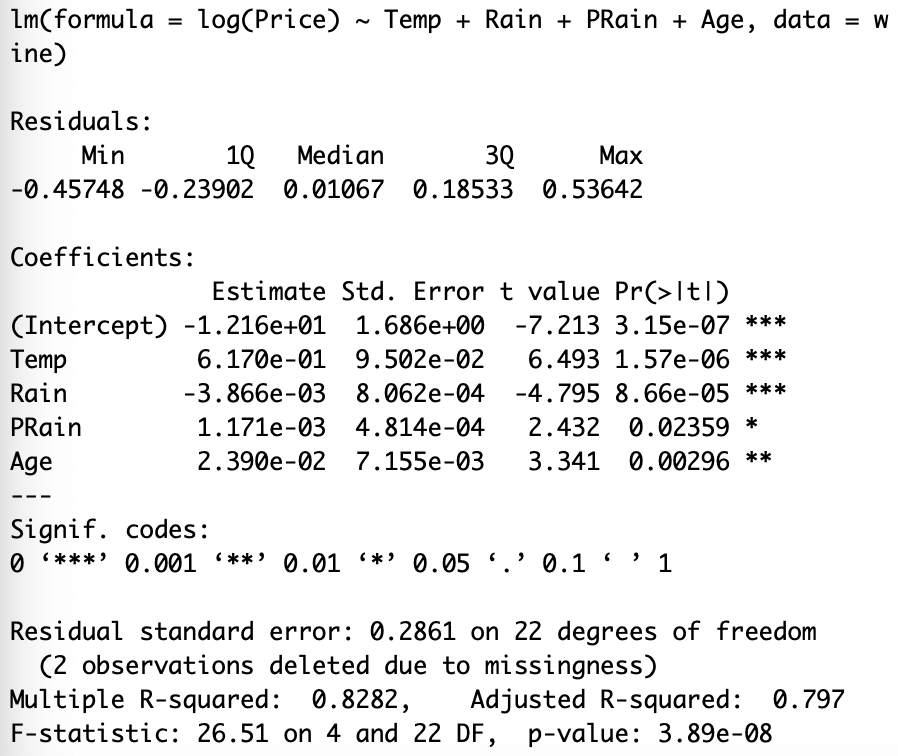 lm(formula = log(Price) ~ Temp + Rain + PRain + Age, data = w
ine)

Residuals:
     Min       1Q   Median       3Q      Max
-0.45748 -0.23902  0.01067  0.18533  0.53642

Coefficients:
              Estimate Std. Error t value Pr(>|t|)
(Intercept) -1.216e+01  1.686e+00  -7.213 3.15e-07 ***
Temp         6.170e-01  9.502e-02   6.493 1.57e-06 ***
Rain        -3.866e-03  8.062e-04  -4.795 8.66e-05 ***
PRain        1.171e-03  4.814e-04   2.432  0.02359 *
Age          2.390e-02  7.155e-03   3.341  0.00296 **
---
Signif. codes:
0 ‘***’ 0.001 ‘**’ 0.01 ‘*’ 0.05 ‘.’ 0.1 ‘ ’ 1

Residual standard error: 0.2861 on 22 degrees of freedom
  (2 observations deleted due to missingness)
Multiple R-squared:  0.8282,    Adjusted R-squared:  0.797
F-statistic: 26.51 on 4 and 22 DF,  p-value: 3.89e-08